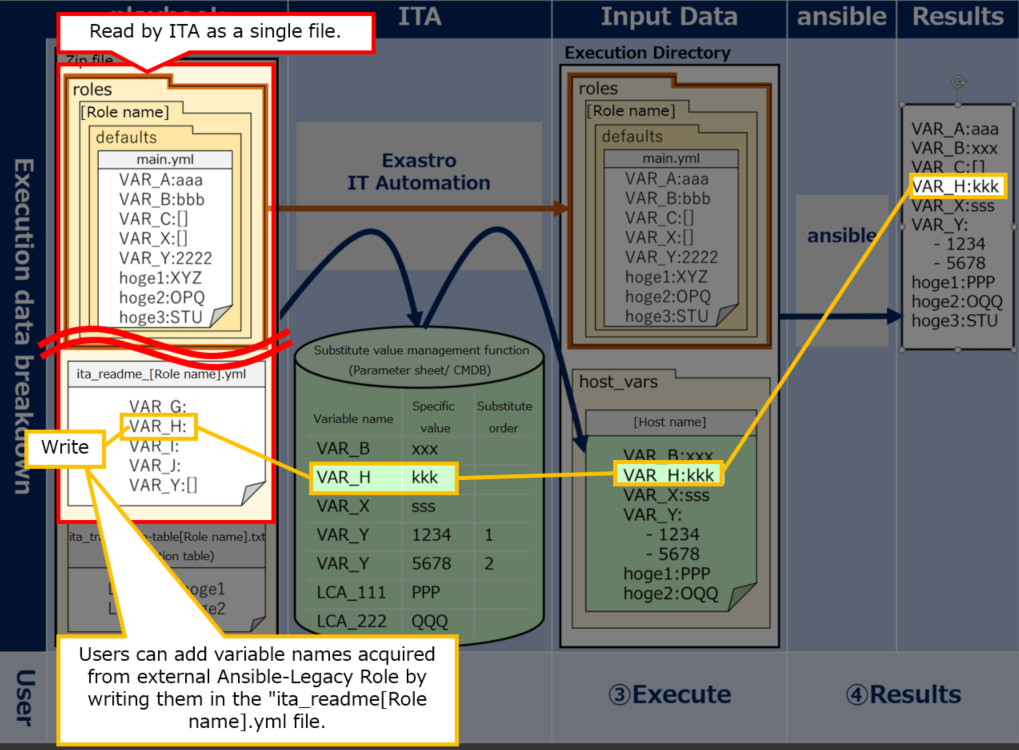 playbook
ITA
Input Data
ansible
Results
Read by ITA as a single file.
Zip file
roles
[Role name]
defaults
main.yml
VAR_A:aaa
VAR_B:bbb
VAR_C:[]
VAR_X:[]
VAR_Y:2222
hoge1:XYZ
hoge2:OPQ
hoge3:STU
ita_readme_[Role name].yml
VAR_G:
VAR_H:
VAR_I:
VAR_J:
VAR_Y:[]
Write
-table[Role name].txt
table)
Users can add variable names acquired
from external Ansible-Legacy Role by
writing them in the "ita_readme[Role
name].yml file.
Execution data breakdown
User
Exastro
IT Automation
Substitute value management function
(Parameter sheet/ CMDB)
Variable name Specific value Substitute order
VAR_B xxx
VAR_H kkk
VAR_X sss
VAR_Y 1234 1
VAR_Y 5678 2
LCA_111 PPP
LCA_222 QQQ
Execution Directory
roles
[Role name]
defaults
main.yml
VAR_A:aaa
VAR_B:bbb
VAR_C:[]
VAR_X:[]
VAR_Y:2222
hoge1:XYZ
hoge2:OPQ
hoge3:STU
host_vars
[Host name]
VAR_B:xxx
VAR_H:kkk
VAR_X:sss
VAR_Y:
- 1234
- 5678
hoge1:PPP
hoge2:OQQ
③Execute
ansible
VAR_A:aaa
VAR_B:xxx
VAR_C:[]
VAR_H:kkk
VAR_X:sss
VAR_Y:
- 1234
- 5678
hoge1:PPP
hoge2:OQQ
hoge3:STU
④Results